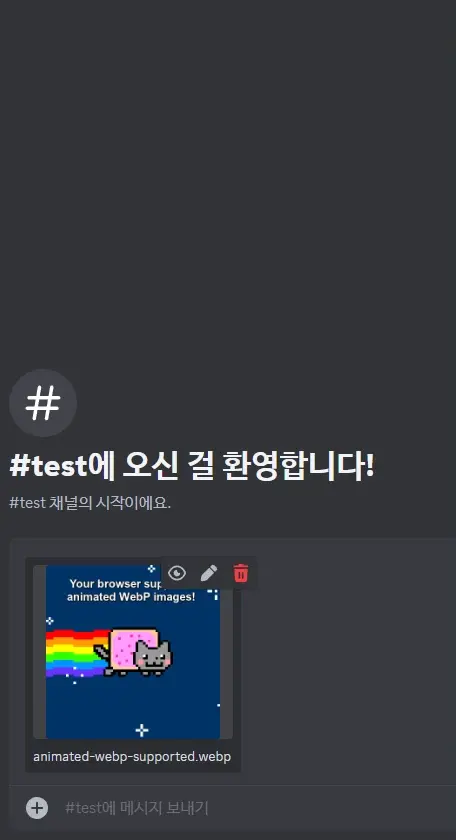 #test에 오신 걸 환영합니다!
#test 채널의 시작이에요.
Your browser
animated WebP images!
animated-webp-supported.webp
#test에 메시지 보내기